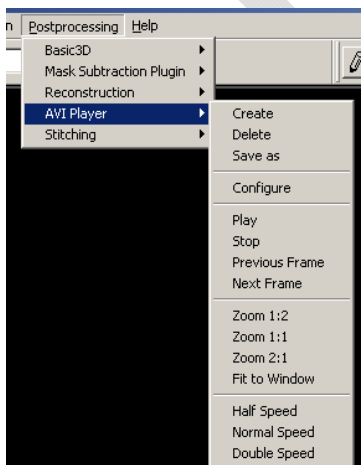 n Postprocessing Help
Basic3D
Mask Subtraction Plugin
Reconstruction
AVI Player
Stitching
Create
Delete
Save as
Configure
Play
Stop
Previous Frame
Next Frame
Zoom 1:2
Zoom 1:1
Zoom 2:1
Fit to Window
Half Speed
Normal Speed
Double Speed